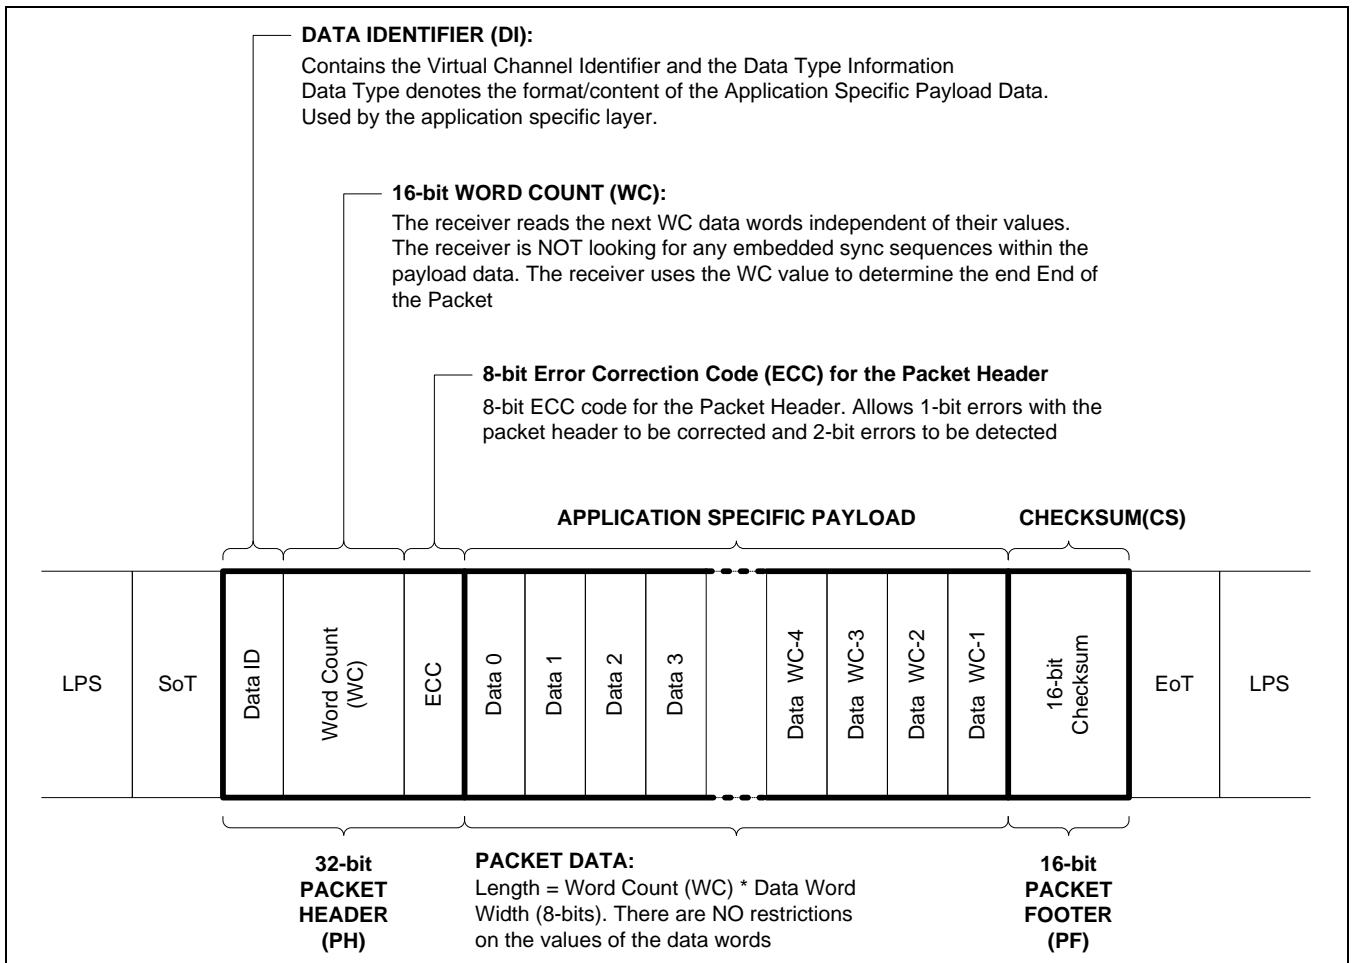 DATA IDENTIFIER (DI):
Contains the Virtual Channel Identifier and the Data Type Information
Data Type denotes the format/content of the Application Specific Payload Data.
Used by the application specific layer.
16-bit WORD COUNT (WC):
The receiver reads the next WC data words independent of their values.
The receiver is NOT looking for any embedded sync sequences within the
payload data. The receiver uses the WC value to determine the end End of
the Packet
8-bit Error Correction Code (ECC) for the Packet Header
8-bit ECC code for the Packet Header. Allows 1-bit errors with the
packet header to be corrected and 2-bit errors to be detected
APPLICATION SPECIFIC PAYLOAD
CHECKSUM(CS)
LPS
SoT
Data ID
Word Count
(WC)
ECC
Data 0
Data 1
Data 2
Data 3
Data WC-4
Data WC-3
Data WC-2
Data WC-1
16-bit
Checksum
EoT
LPS
32-bit
PACKET
HEADER
(PH)
PACKET DATA:
Length = Word Count (WC) * Data Word
Width (8-bits). There are NO restrictions
on the values of the data words
16-bit
PACKET
FOOTER
(PF)